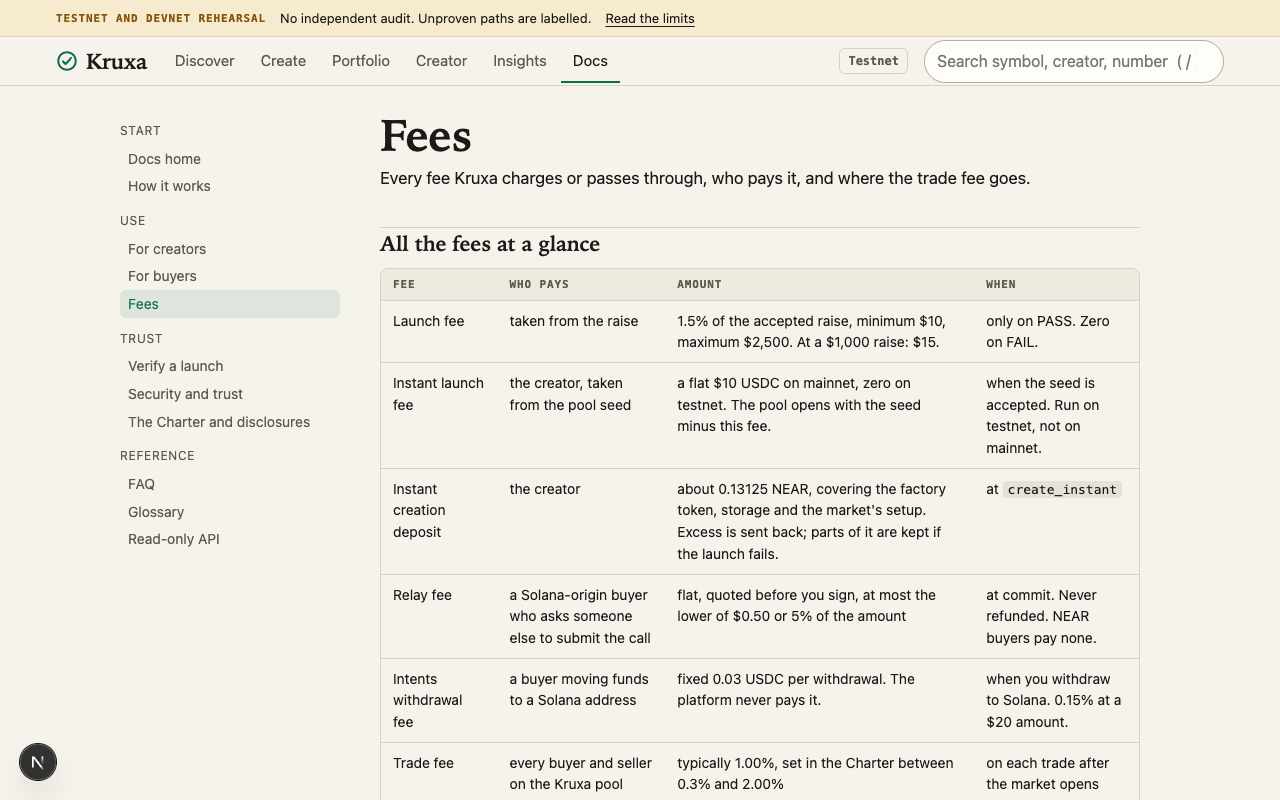 TESTNET AND DEVNET REHEARSAL No independent audit. Unproven paths are labelled. Read the limits
Kruxa Discover Create Portfolio Creator Insights Docs Testnet Search symbol, creator, number ( /
START
Docs home
How it works
USE
For creators
For buyers
Fees
TRUST
Verify a launch
Security and trust
The Charter and disclosures
REFERENCE
FAQ
Glossary
Read-only API
Fees
Every fee Kruxa charges or passes through, who pays it, and where the trade fee goes.
All the fees at a glance
FEE WHO PAYS AMOUNT WHEN
Launch fee taken from the raise 1.5% of the accepted raise, minimum $10, only on PASS. Zero
maximum $2,500. At a $1,000 raise: $15. on FAIL.
Instant launch the creator, taken a flat $10 USDC on mainnet, zero on when the seed is
fee from the pool seed testnet. The pool opens with the seed accepted. Run on
minus this fee. testnet, not on
mainnet.
Instant the creator about 0.13125 NEAR, covering the factory at create_instant
creation token, storage and the market's setup.
deposit Excess is sent back; parts of it are kept if
the launch fails.
Relay fee a Solana-origin buyer flat, quoted before you sign, at most the at commit. Never
who asks someone lower of $0.50 or 5% of the amount refunded. NEAR
else to submit the call buyers pay none.
Intents a buyer moving funds fixed 0.03 USDC per withdrawal. The when you withdraw
withdrawal to a Solana address platform never pays it. to Solana. 0.15% at a
fee $20 amount.
Trade fee every buyer and seller typically 1.00%, set in the Charter between on each trade after
on the Kruxa pool 0.3% and 2.00% the market opens
N